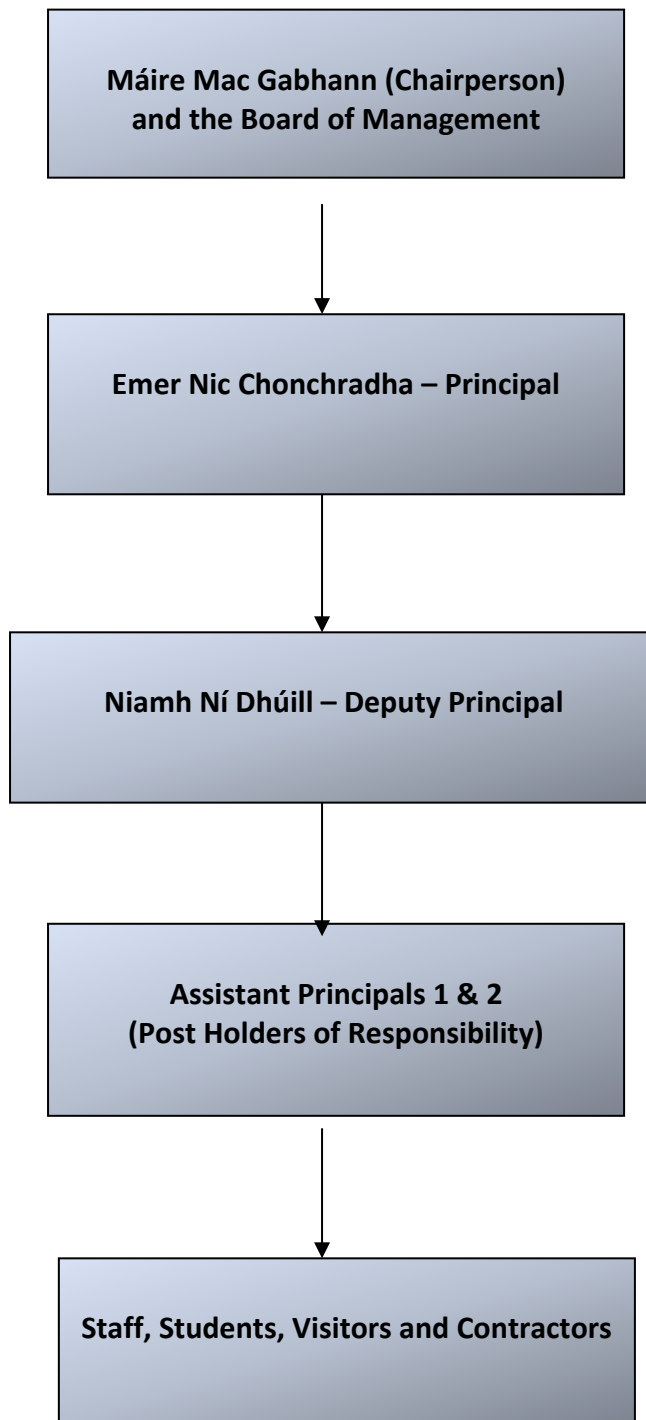 Máire Mac Gabhann (Chairperson)
and the Board of Management
Emer Nic Chonchradha – Principal
Niamh Ní Dhúill – Deputy Principal
Assistant Principals 1 & 2
(Post Holders of Responsibility)
Staff, Students, Visitors and Contractors